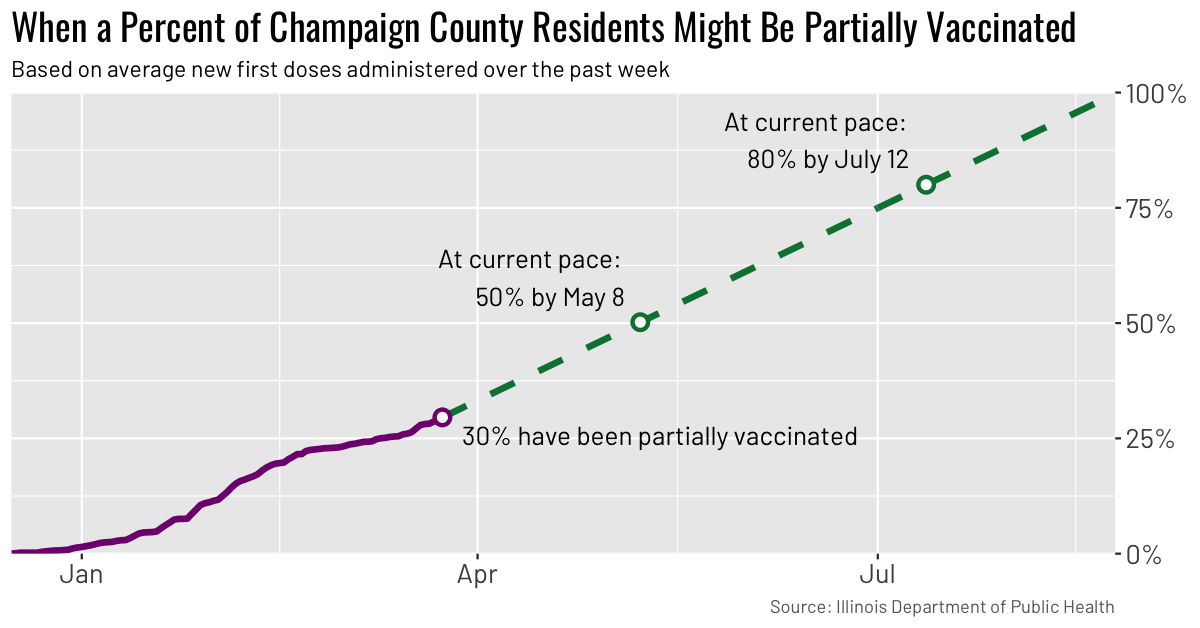 When a Percent of Champaign County Residents Might Be Partially Vaccinated
Based on average new first doses administered over the past week
100%
At current pace:
80% by July 12
75%
At current pace:
50% by May 8
50%
30% have been partially vaccinated
25%
0%
Jan
Apr
Jul
Source: Illinois Department of Public Health